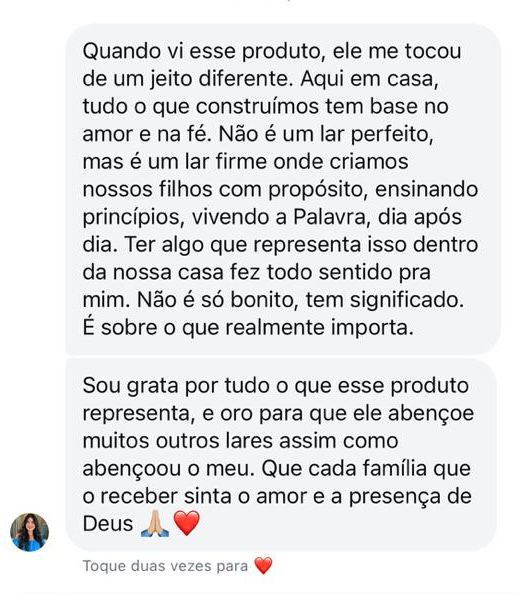 Quando vi esse produto, ele me tocou
de um jeito diferente. Aqui em casa,
tudo o que construímos tem base no
amor e na fé. Não é um lar perfeito,
mas é um lar firme onde criamos
nossos filhos com propósito, ensinando
princípios, vivendo a Palavra, dia após
dia. Ter algo que representa isso dentro
da nossa casa fez todo sentido pra
mim. Não é só bonito, tem significado.
É sobre o que realmente importa.
Sou grata por tudo o que esse produto
representa, e oro para que ele abençoe
muitos outros lares assim como
abençoou o meu. Que cada família que
o receber sinta o amor e a presença de
Deus 🙏🏼❤️
Toque duas vezes para ❤️